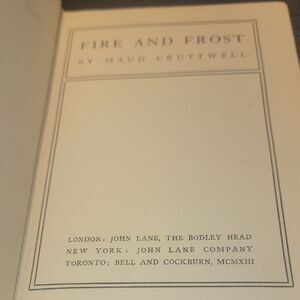 FIRE AND FROST
BY MAUD CRUTTWELL
LONDON: JOHN LANE, THE BODLEY HEAD
NEW YORK: JOHN LANE COMPANY
TORONTO: BELL AND COCKBURN, MCMXIII